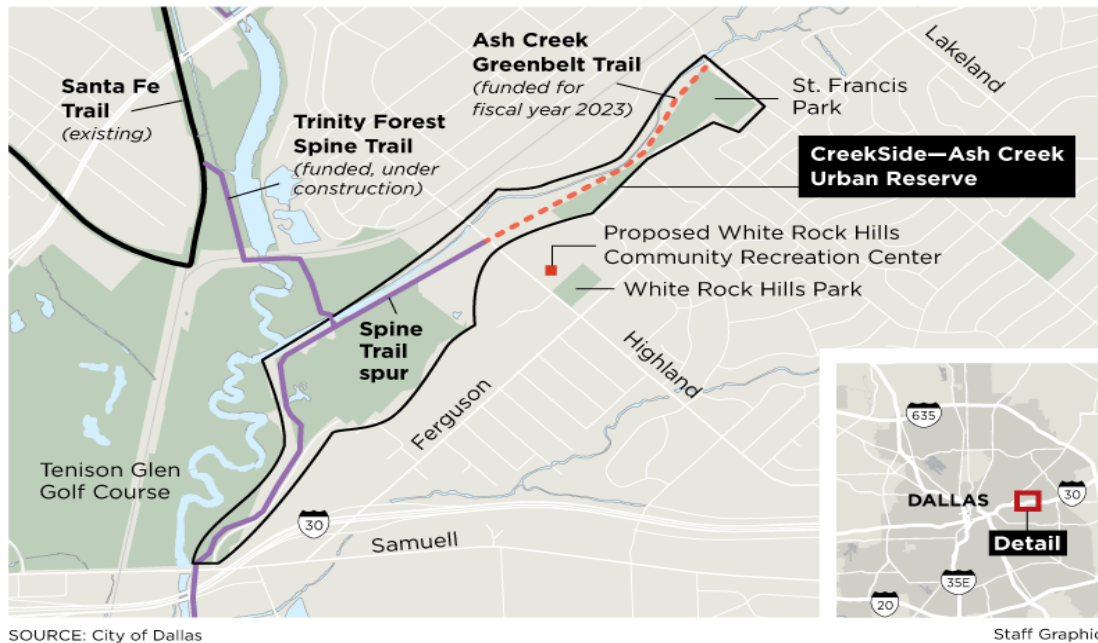 Santa Fe
Trail
(existing)
Trinity Forest
Spine Trail
(funded, under
construction)
Ash Creek
Greenbelt Trail
(funded for
fiscal year 2023)
Lakeland
St. Francis
Park
CreekSide—Ash Creek
Urban Reserve
Proposed White Rock Hills
Community Recreation Center
White Rock Hills Park
Spine
Trail
spur
Highland
Ferguson
Tenison Glen
Golf Course
30
Samuell
635
DALLAS
30
Detail
35E
20
SOURCE: City of Dallas
Staff Graphic